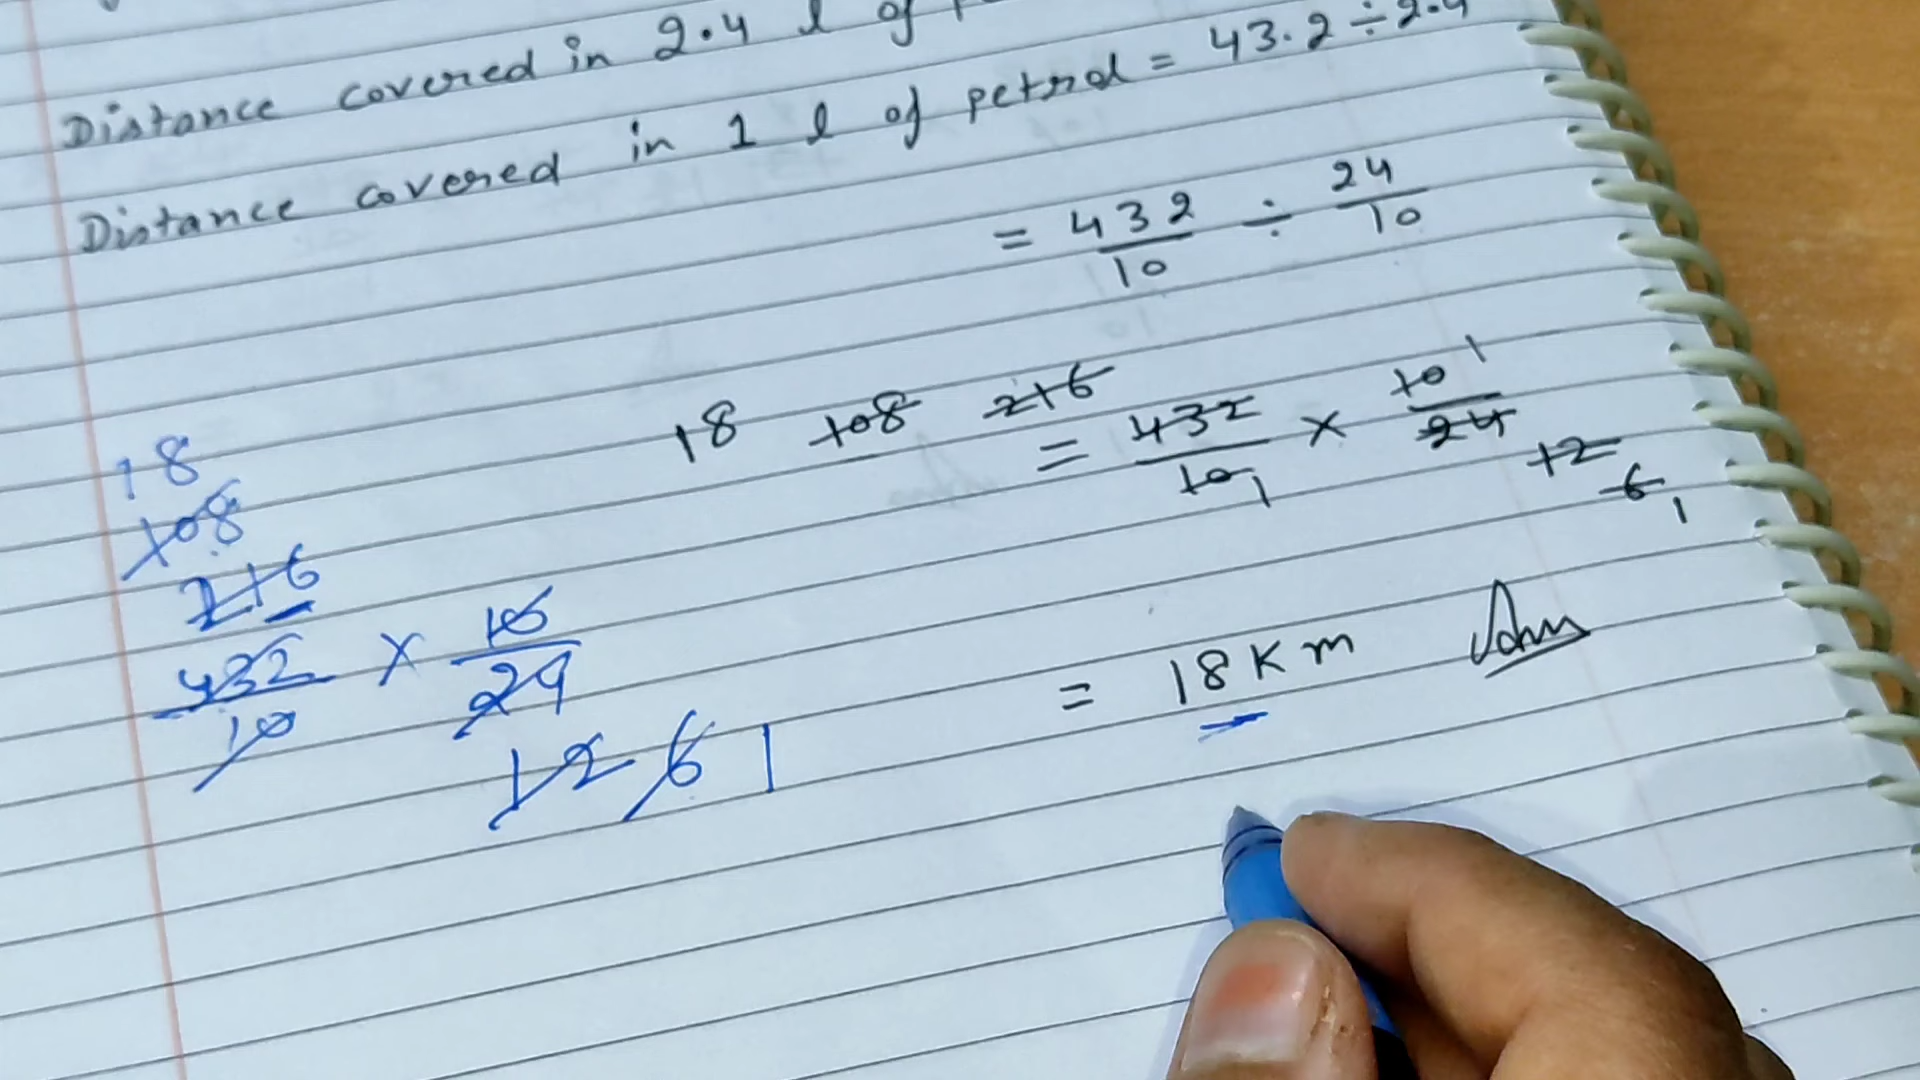 Distance covered in 2.4 l of
Distance covered in 1 l of petrol = 43.2 ÷ 2.4
= 432/10 ÷ 24/10
18 108 216
= 432/10 1 × 10 1/24 12 6 1
= 18 Km Ans
18
108
216
432/10 × 10/24
12 6 1